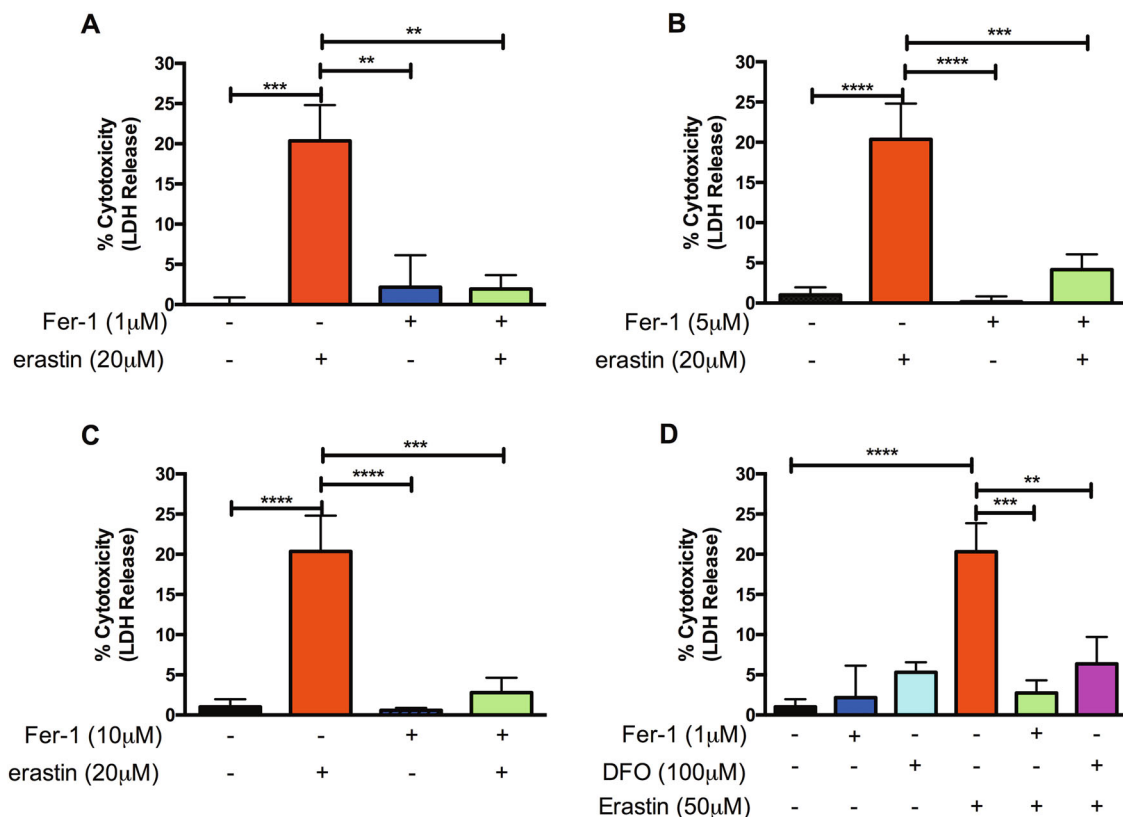 A
**
**
***
30
25
20
15
10
5
0
% Cytotoxicity
(LDH Release)
Fer-1 (1μM) - - + +
erastin (20μM) - + - +
B
***
****
****
30
25
20
15
10
5
0
% Cytotoxicity
(LDH Release)
Fer-1 (5μM) - - + +
erastin (20μM) - + - +
C
***
****
****
30
25
20
15
10
5
0
% Cytotoxicity
(LDH Release)
Fer-1 (10μM) - - + +
erastin (20μM) - + - +
D
****
**
***
30
25
20
15
10
5
0
% Cytotoxicity
(LDH Release)
Fer-1 (1μM) - + - - + -
DFO (100μM) - - + - - +
Erastin (50μM) - - - + + +